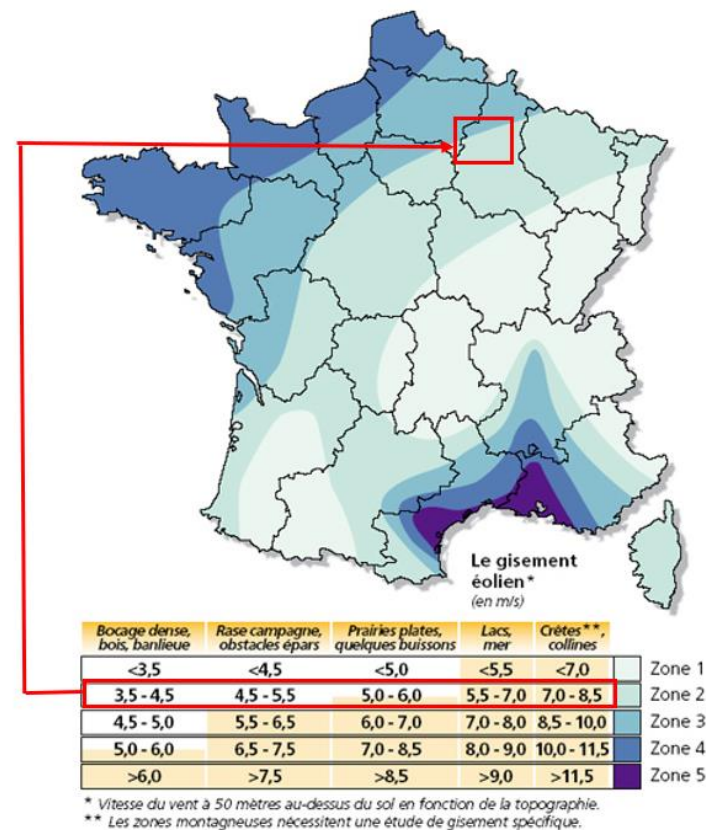 Le gisement
éolien*
(en m/s)
Bocage dense, bois, banlieue Rase campagne, obstacles épars Prairies plates, quelques buissons Lacs, mer Crêtes**, collines
<3,5 <4,5 <5,0 <5,5 <7,0 Zone 1
3,5 - 4,5 4,5 - 5,5 5,0 - 6,0 5,5 - 7,0 7,0 - 8,5 Zone 2
4,5 - 5,0 5,5 - 6,5 6,0 - 7,0 7,0 - 8,0 8,5 - 10,0 Zone 3
5,0 - 6,0 6,5 - 7,5 7,0 - 8,5 8,0 - 9,0 10,0 - 11,5 Zone 4
>6,0 >7,5 >8,5 >9,0 >11,5 Zone 5
* Vitesse du vent à 50 mètres au-dessus du sol en fonction de la topographie.
** Les zones montagneuses nécessitent une étude de gisement spécifique.